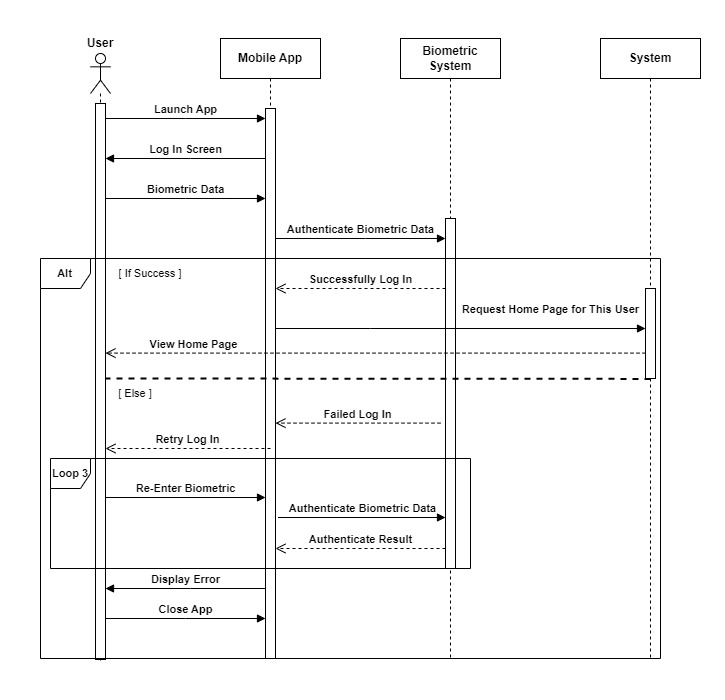 User
Mobile App
Biometric
System
System
Launch App
Log In Screen
Biometric Data
Authenticate Biometric Data
Alt
[ If Success ]
Successfully Log In
Request Home Page for This User
View Home Page
[ Else ]
Failed Log In
Retry Log In
Loop 3
Re-Enter Biometric
Authenticate Biometric Data
Authenticate Result
Display Error
Close App